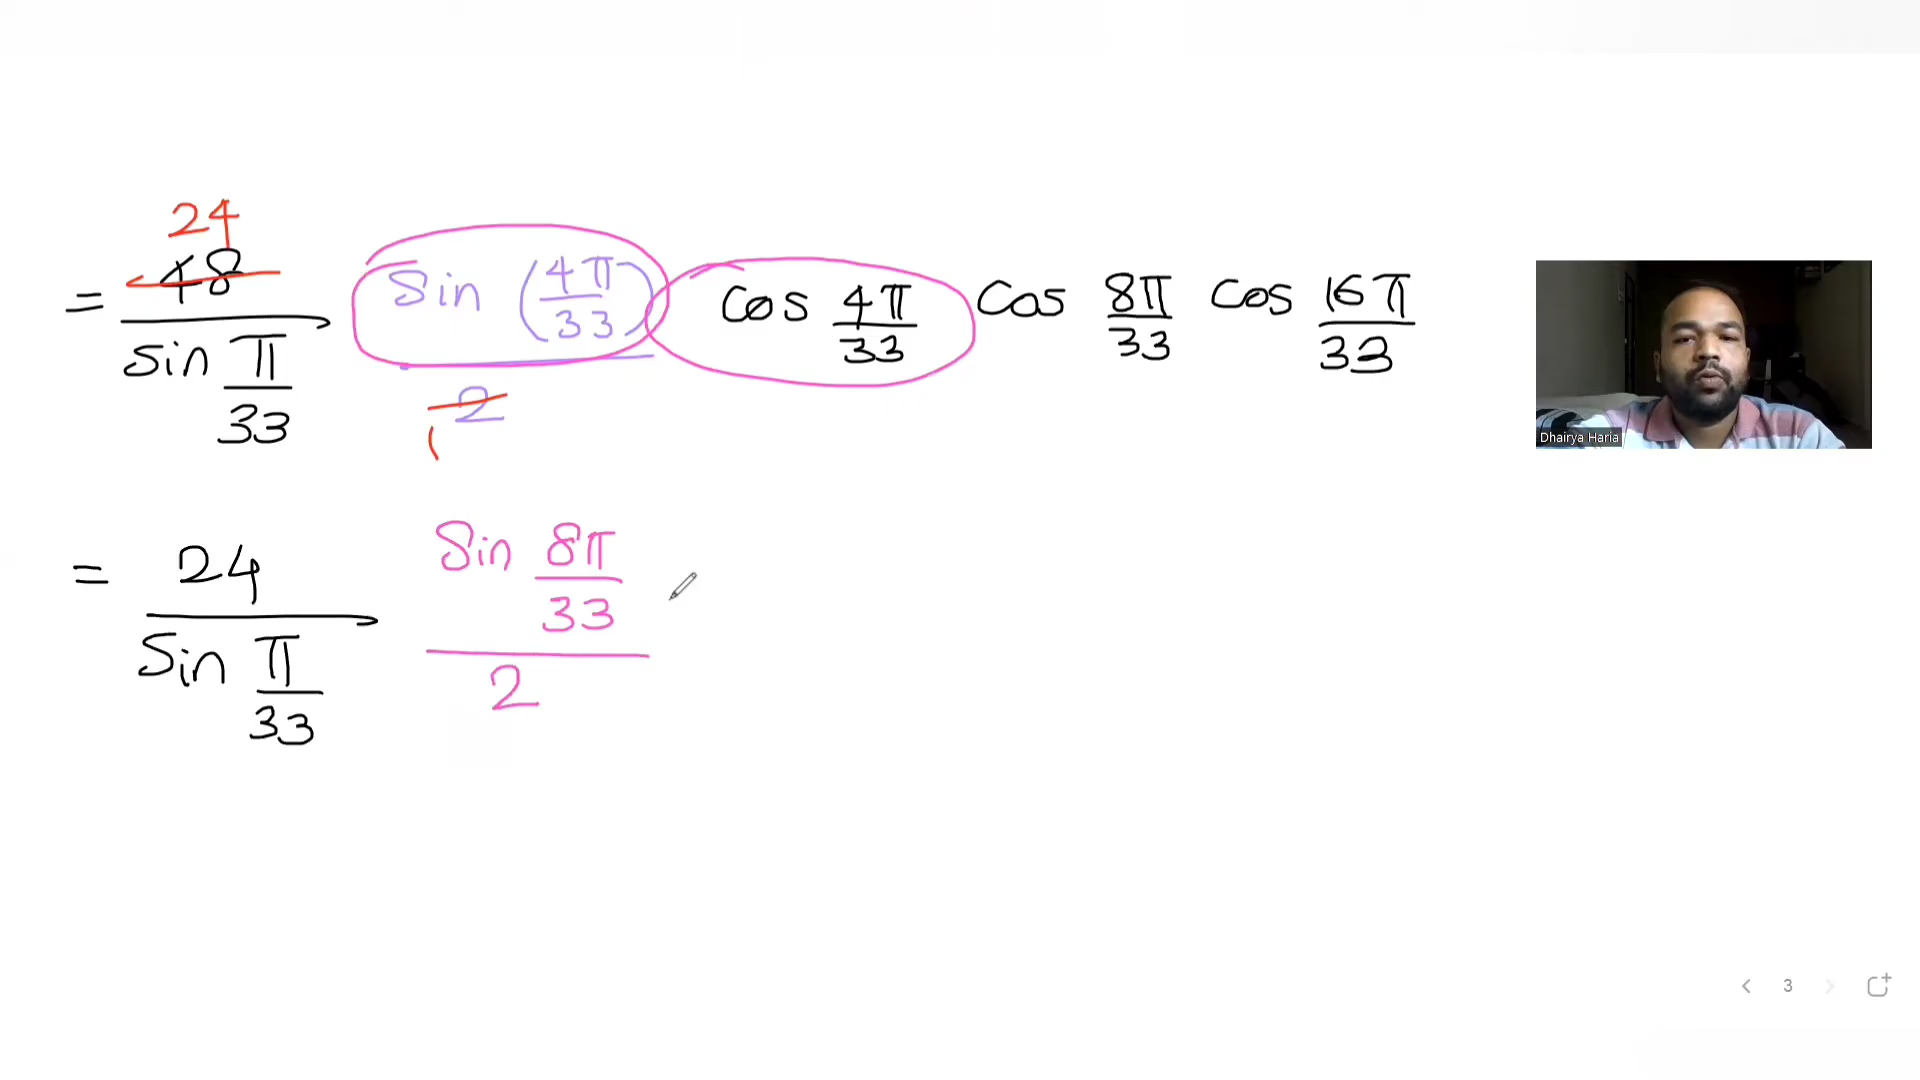 24
= 48/sin π/33 sin (4π/33)/2 cos 4π/33 cos 8π/33 cos 16π/33
1
Dhairya Haria
= 24/sin π/33 sin 8π/33/2
3